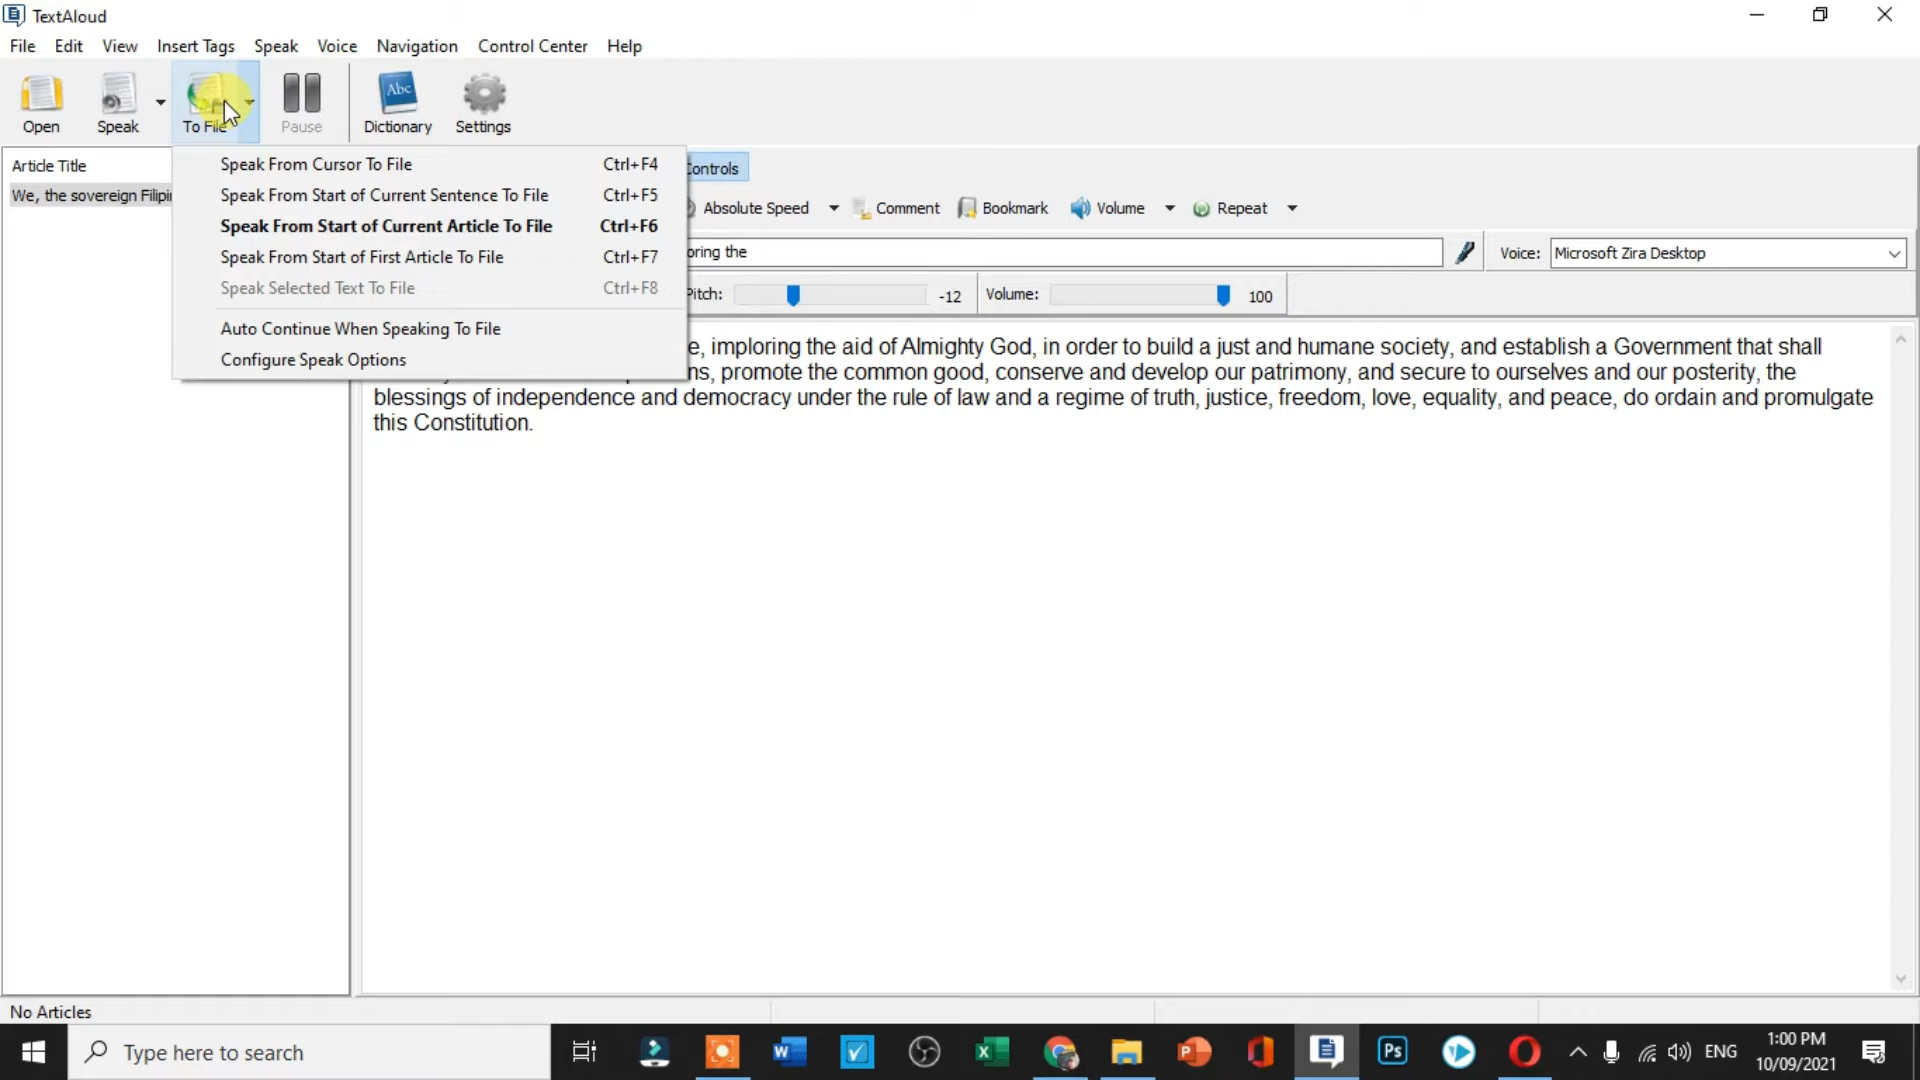 TextAloud
File Edit View Insert Tags Speak Voice Navigation Control Center Help
Open Speak To File Pause Dictionary Settings
Article Title
We, the sovereign Filipi
Speak From Cursor To File Ctrl+F4
Speak From Start of Current Sentence To File Ctrl+F5
Speak From Start of Current Article To File Ctrl+F6
Speak From Start of First Article To File Ctrl+F7
Speak Selected Text To File Ctrl+F8
Auto Continue When Speaking To File
Configure Speak Options
Controls
Absolute Speed Comment Bookmark Volume Repeat
oring the Voice: Microsoft Zira Desktop
Pitch: -12 Volume: 100
e, imploring the aid of Almighty God, in order to build a just and humane society, and establish a Government that shall
ns, promote the common good, conserve and develop our patrimony, and secure to ourselves and our posterity, the
blessings of independence and democracy under the rule of law and a regime of truth, justice, freedom, love, equality, and peace, do ordain and promulgate
this Constitution.
No Articles
Type here to search
ENG
1:00 PM
10/09/2021
Abc
Ps